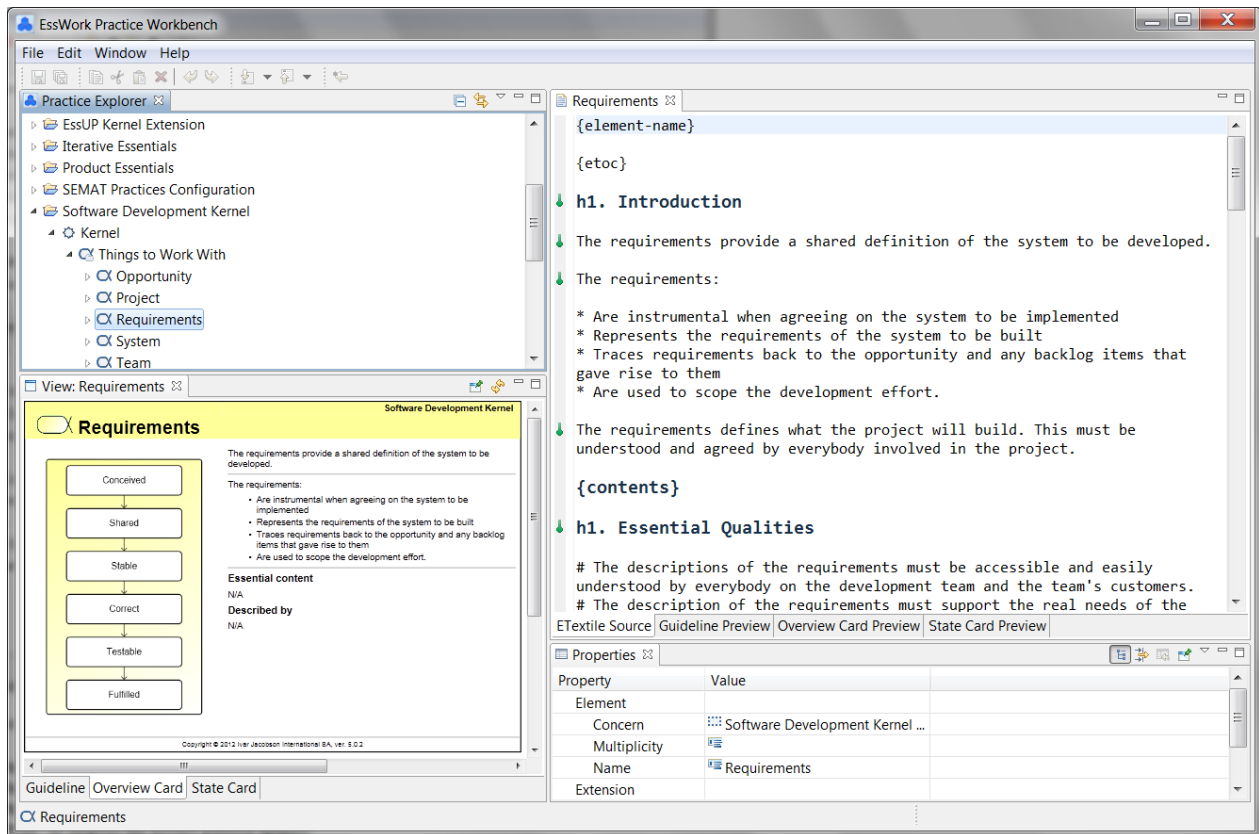 EssWork Practice Workbench
File Edit Window Help
Practice Explorer
EssUP Kernel Extension
Iterative Essentials
Product Essentials
SEMAT Practices Configuration
Software Development Kernel
Kernel
Things to Work With
Opportunity
Project
Requirements
System
Team
View: Requirements
Software Development Kernel
Requirements
Conceived
Shared
Stable
Correct
Testable
Fulfilled
The requirements provide a shared definition of the system to be
developed.
The requirements:
• Are instrumental when agreeing on the system to be
implemented
• Represents the requirements of the system to be built
• Traces requirements back to the opportunity and any backlog
items that gave rise to them
• Are used to scope the development effort.
Essential content
N/A
Described by
N/A
Copyright © 2012 Ivar Jacobson International SA, ver. 5.0.2
Guideline Overview Card State Card
Requirements
Requirements
{element-name}
{etoc}
h1. Introduction
The requirements provide a shared definition of the system to be developed.
The requirements:
* Are instrumental when agreeing on the system to be implemented
* Represents the requirements of the system to be built
* Traces requirements back to the opportunity and any backlog items that
gave rise to them
* Are used to scope the development effort.
The requirements defines what the project will build. This must be
understood and agreed by everybody involved in the project.
{contents}
h1. Essential Qualities
# The descriptions of the requirements must be accessible and easily
understood by everybody on the development team and the team's customers.
# The description of the requirements must support the real needs of the
ETextile Source Guideline Preview Overview Card Preview State Card Preview
Properties
Property Value
Element
Concern Software Development Kernel ...
Multiplicity
Name Requirements
Extension